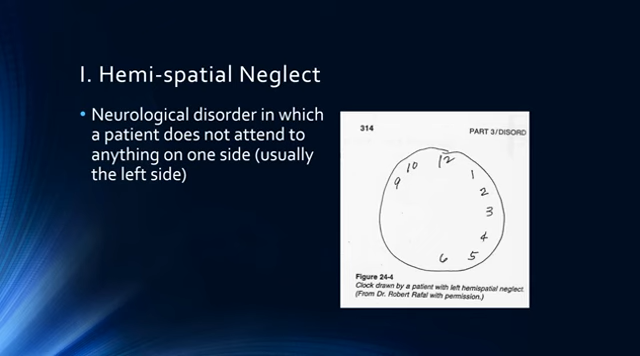 I. Hemi-spatial Neglect
• Neurological disorder in which
a patient does not attend to
anything on one side (usually
the left side)
314
PART 3/DISORD
12
10
1
9
2
3
4
6
5
Figure 24-4
Clock drawn by a patient with left hemispatial neglect.
(From Dr. Robert Rafal with permission.)